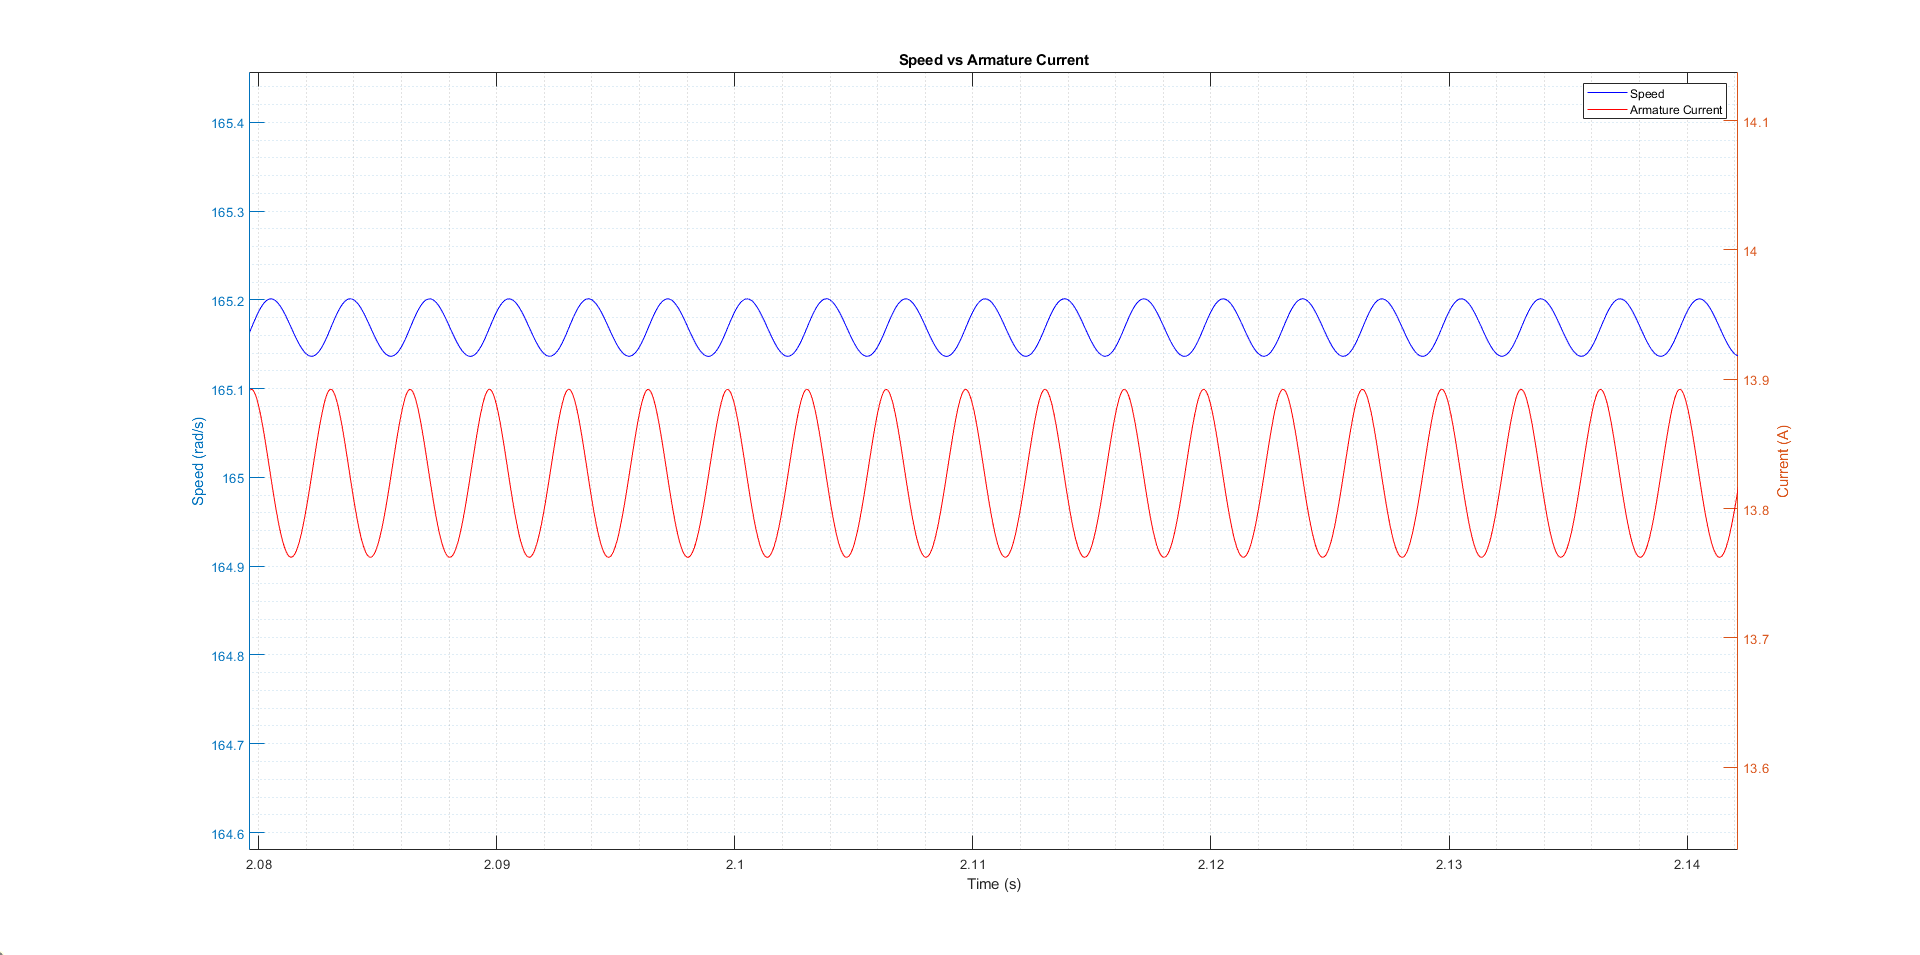 Speed vs Armature Current
Speed
Armature Current
165.4
165.3
165.2
165.1
165
164.9
164.8
164.7
164.6
Speed (rad/s)
14.1
14
13.9
13.8
13.7
13.6
Current (A)
2.08 2.09 2.1 2.11 2.12 2.13 2.14
Time (s)